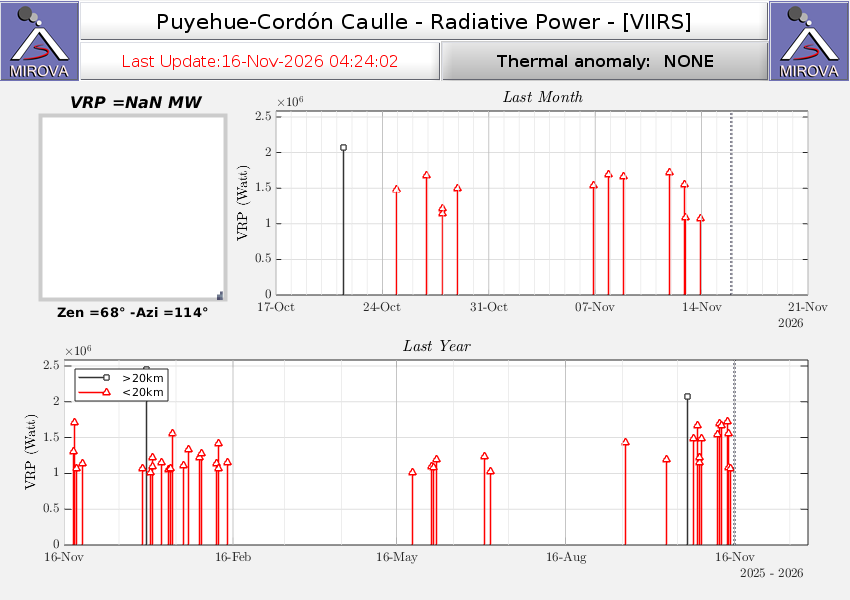 Puyehue-Cordón Caulle - Radiative Power - [VIIRS]
MIROVA
Last Update:16-Nov-2026 04:24:02
Thermal anomaly: NONE
MIROVA
VRP =NaN MW
Zen =68° -Azi =114°
Last Month
×10⁶
VRP (Watt)
2.5
2
1.5
1
0.5
0
17-Oct 24-Oct 31-Oct 07-Nov 14-Nov 21-Nov
2026
Last Year
×10⁶
VRP (Watt)
2.5
2
1.5
1
0.5
0
>20km
<20km
16-Nov 16-Feb 16-May 16-Aug 16-Nov
2025 - 2026